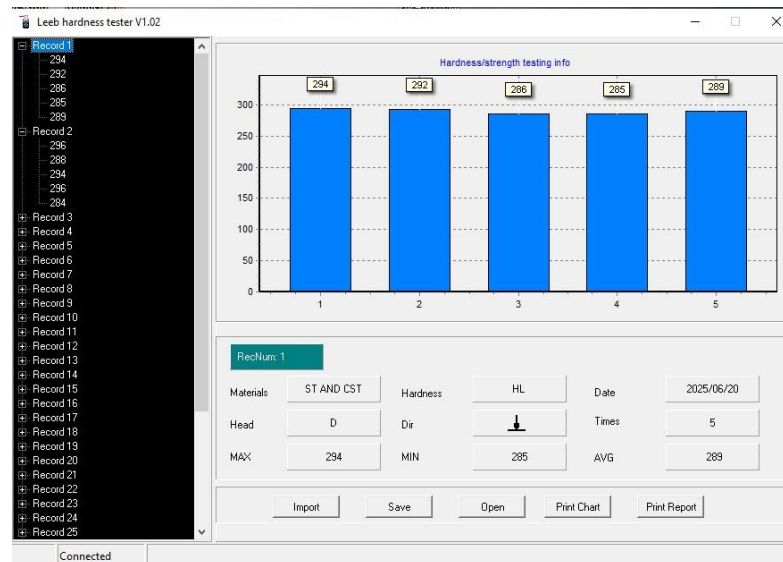 Leeb hardness tester V1.02
Record 1
294
292
286
285
289
Record 2
296
288
294
296
284
Record 3
Record 4
Record 5
Record 6
Record 7
Record 8
Record 9
Record 10
Record 11
Record 12
Record 13
Record 14
Record 15
Record 16
Record 17
Record 18
Record 19
Record 20
Record 21
Record 22
Record 23
Record 24
Record 25
Hardness/strength testing info
294 292 286 285 289
300
250
200
150
100
50
0
1 2 3 4 5
RecNum: 1
Materials ST AND CST Hardness HL Date 2025/06/20
Head D Dir Times 5
MAX 294 MIN 285 AVG 289
Import Save Open Print Chart Print Report
Connected